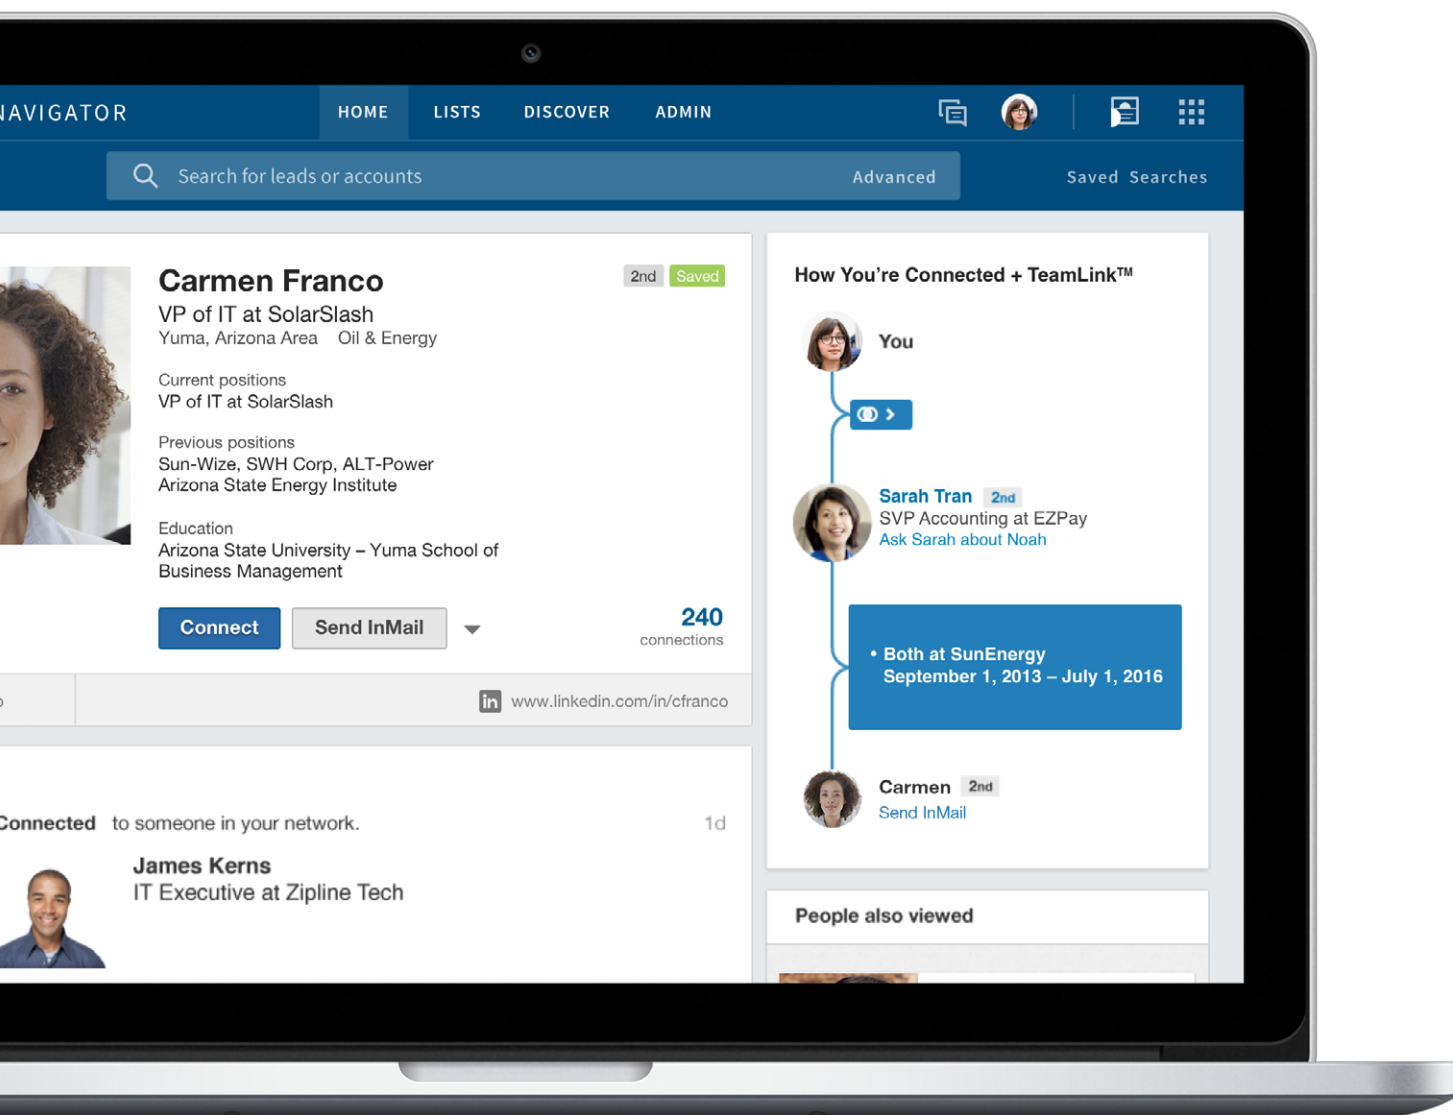 NAVIGATOR
HOME LISTS DISCOVER ADMIN
Search for leads or accounts Advanced
Saved Searches
Carmen Franco
2nd Saved
VP of IT at SolarSlash
Yuma, Arizona Area Oil & Energy
Current positions
VP of IT at SolarSlash
Previous positions
Sun-Wize, SWH Corp, ALT-Power
Arizona State Energy Institute
Education
Arizona State University – Yuma School of
Business Management
Connect Send InMail
240
connections
in www.linkedin.com/in/cfranco
Connected to someone in your network. 1d
James Kerns
IT Executive at Zipline Tech
How You're Connected + TeamLink™
You
Sarah Tran 2nd
SVP Accounting at EZPay
Ask Sarah about Noah
• Both at SunEnergy
September 1, 2013 – July 1, 2016
Carmen 2nd
Send InMail
People also viewed